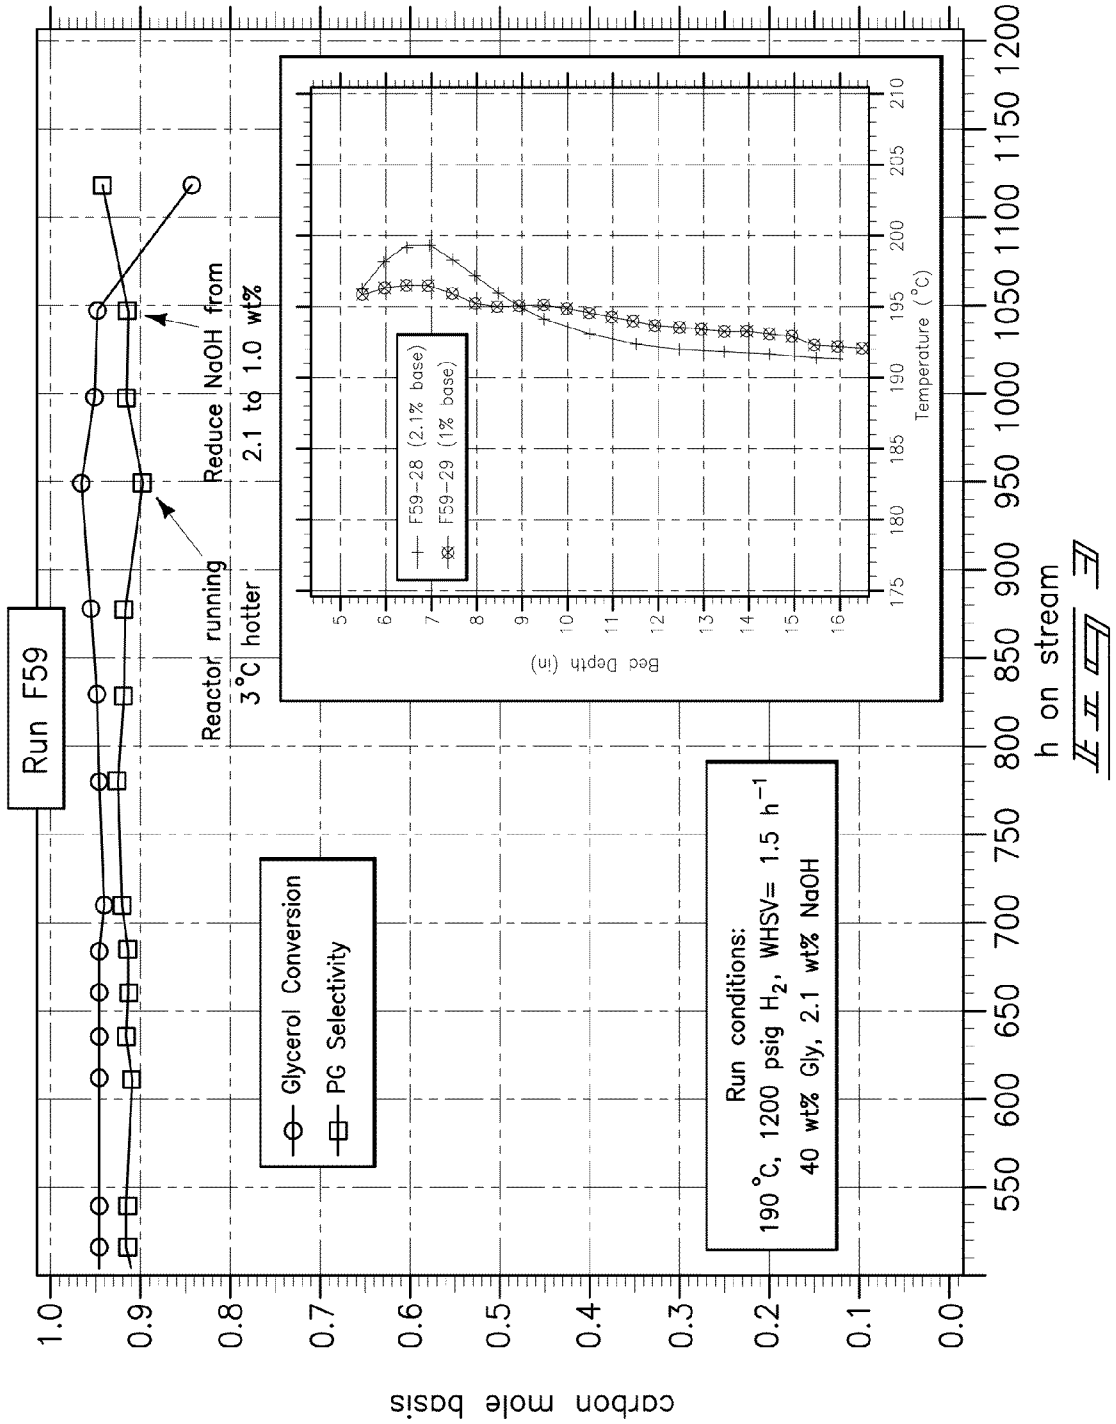 Run F59
carbon mole basis
1.0
0.9
0.8
0.7
0.6
0.5
0.4
0.3
0.2
0.1
0.0
Reactor running
3°C hotter
Reduce NaOH from
2.1 to 1.0 wt%
Glycerol Conversion
PG Selectivity
Run conditions:
190°C, 1200 psig H₂, WHSV= 1.5 h⁻¹
40 wt% Gly, 2.1 wt% NaOH
F59-28 (2.1% base)
F59-29 (1% base)
Bed Depth (in)
5
6
7
8
9
10
11
12
13
14
15
16
175
180
185
190
195
200
205
210
Temperature (°C)
550
600
650
700
750
800
850
900
950
1000
1050
1100
1150
1200
h on stream